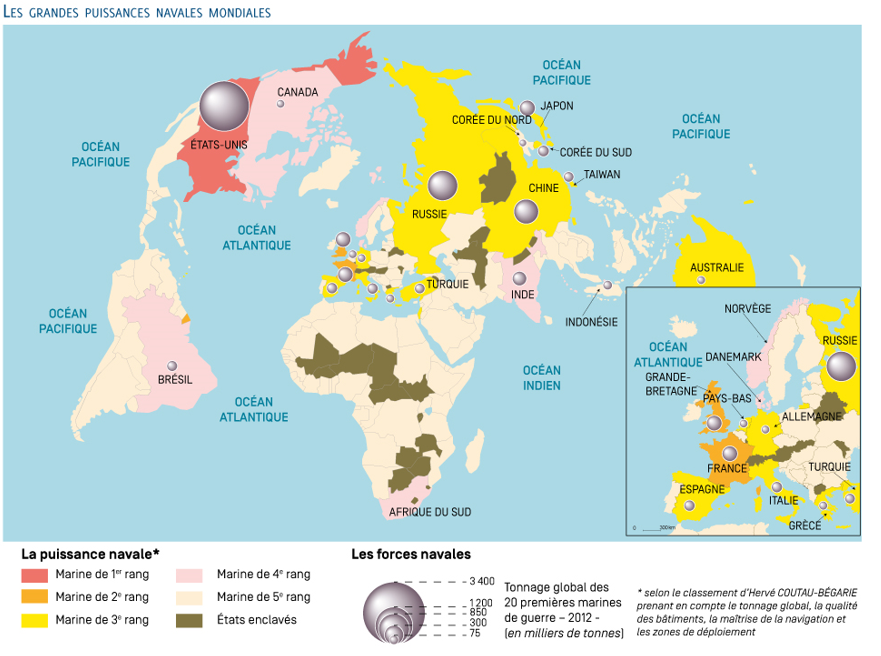 LES GRANDES PUISSANCES NAVALES MONDIALES
OCÉAN
PACIFIQUE
CANADA
ÉTATS-UNIS
OCÉAN
PACIFIQUE
JAPON
CORÉE DU NORD
CORÉE DU SUD
OCÉAN
PACIFIQUE
TAIWAN
CHINE
RUSSIE
OCÉAN
ATLANTIQUE
TURQUIE
INDE
AUSTRALIE
INDONÉSIE
OCÉAN
PACIFIQUE
BRÉSIL
OCÉAN
ATLANTIQUE
OCÉAN
INDIEN
AFRIQUE DU SUD
NORVÈGE
RUSSIE
OCÉAN
ATLANTIQUE
DANEMARK
GRANDE-
BRETAGNE
PAYS-BAS
ALLEMAGNE
FRANCE
TURQUIE
ESPAGNE
ITALIE
GRÈCE
0 300 km
La puissance navale*
Marine de 1er rang
Marine de 2e rang
Marine de 3e rang
Marine de 4e rang
Marine de 5e rang
États enclavés
Les forces navales
3 400
1 200
850
300
75
Tonnage global des
20 premières marines
de guerre – 2012 -
(en milliers de tonnes)
* selon le classement d'Hervé COUTAU-BÉGARIE
prenant en compte le tonnage global, la qualité
des bâtiments, la maîtrise de la navigation et
les zones de déploiement